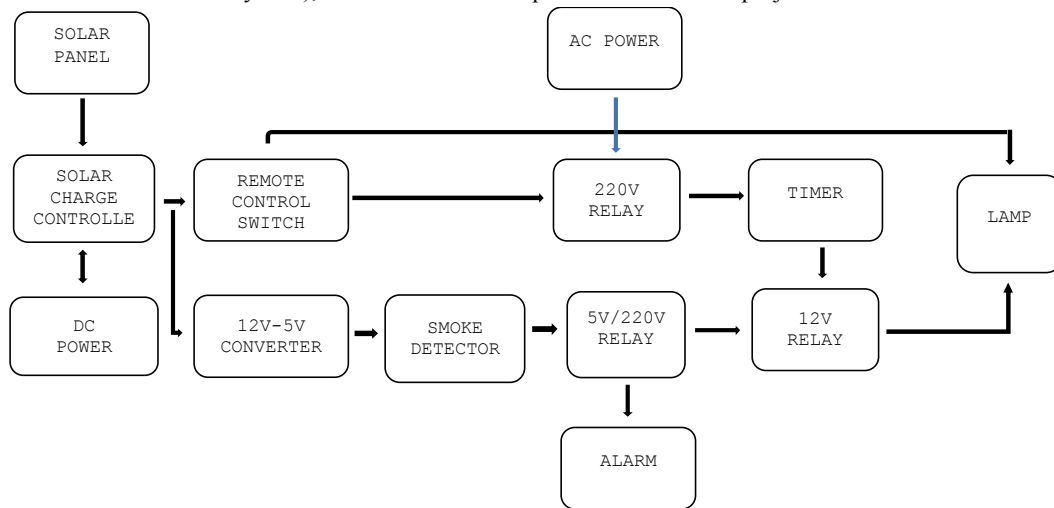 SOLAR
PANEL
AC POWER
SOLAR
CHARGE
CONTROLLE
REMOTE
CONTROL
SWITCH
220V
RELAY
TIMER
LAMP
DC
POWER
12V-5V
CONVERTER
SMOKE
DETECTOR
5V/220V
RELAY
12V
RELAY
ALARM